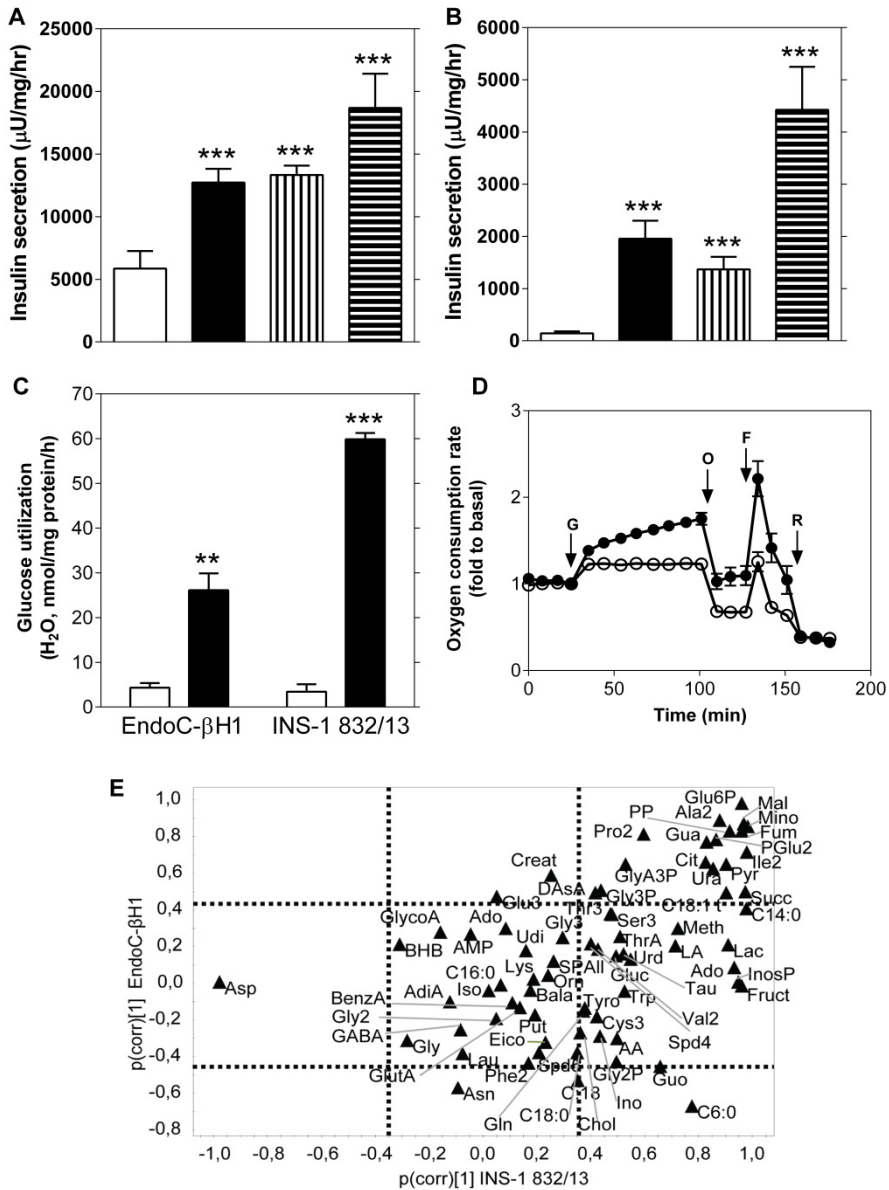 A
Insulin secretion (μU/mg/hr)
25000
20000
15000
10000
5000
0
***
***
***
B
Insulin secretion (μU/mg/hr)
6000
5000
4000
3000
2000
1000
0
***
***
***
C
Glucose utilization
(H2O, nmol/mg protein/h)
70
60
50
40
30
20
10
0
**
***
EndoC-βH1 INS-1 832/13
D
Oxygen consumption rate
(fold to basal)
3
2
1
0
G
O
F
R
0 50 100 150 200
Time (min)
E
p(corr)[1] EndoC-βH1
1,0
0,8
0,6
0,4
0,2
0,0
-0,2
-0,4
-0,6
-0,8
Glu6P
Mal
PP
Ala2
Mino
Pro2
Gua
Fum
PGlu2
Creat
Cit
Ile2
GlyA3P
Ura
Pyr
DAsA
Glu3
Gly3P
Succ
Thr3
C18:1 t
C14:0
GlycoA
Ado
Gly3
Ser3
Meth
Udi
ThrA
BHB
AMP
LA
Lac
Lys
SP
All
Urd
C16:0
Orn
Gluc
Ado
InosP
Asp
Iso
Tau
AdiA
Bala
Trp
Fruct
BenzA
Tyro
Gly2
Put
Cys3
Val2
GABA
Eico
Spd4
Gly
AA
Lau
Spd6
GlutA
Phe2
Gly2P
Guo
Asn
C 18
Ino
C18:0
C6:0
Gln
Chol
-1,0 -0,8 -0,6 -0,4 -0,2 0,0 0,2 0,4 0,6 0,8 1,0
p(corr)[1] INS-1 832/13